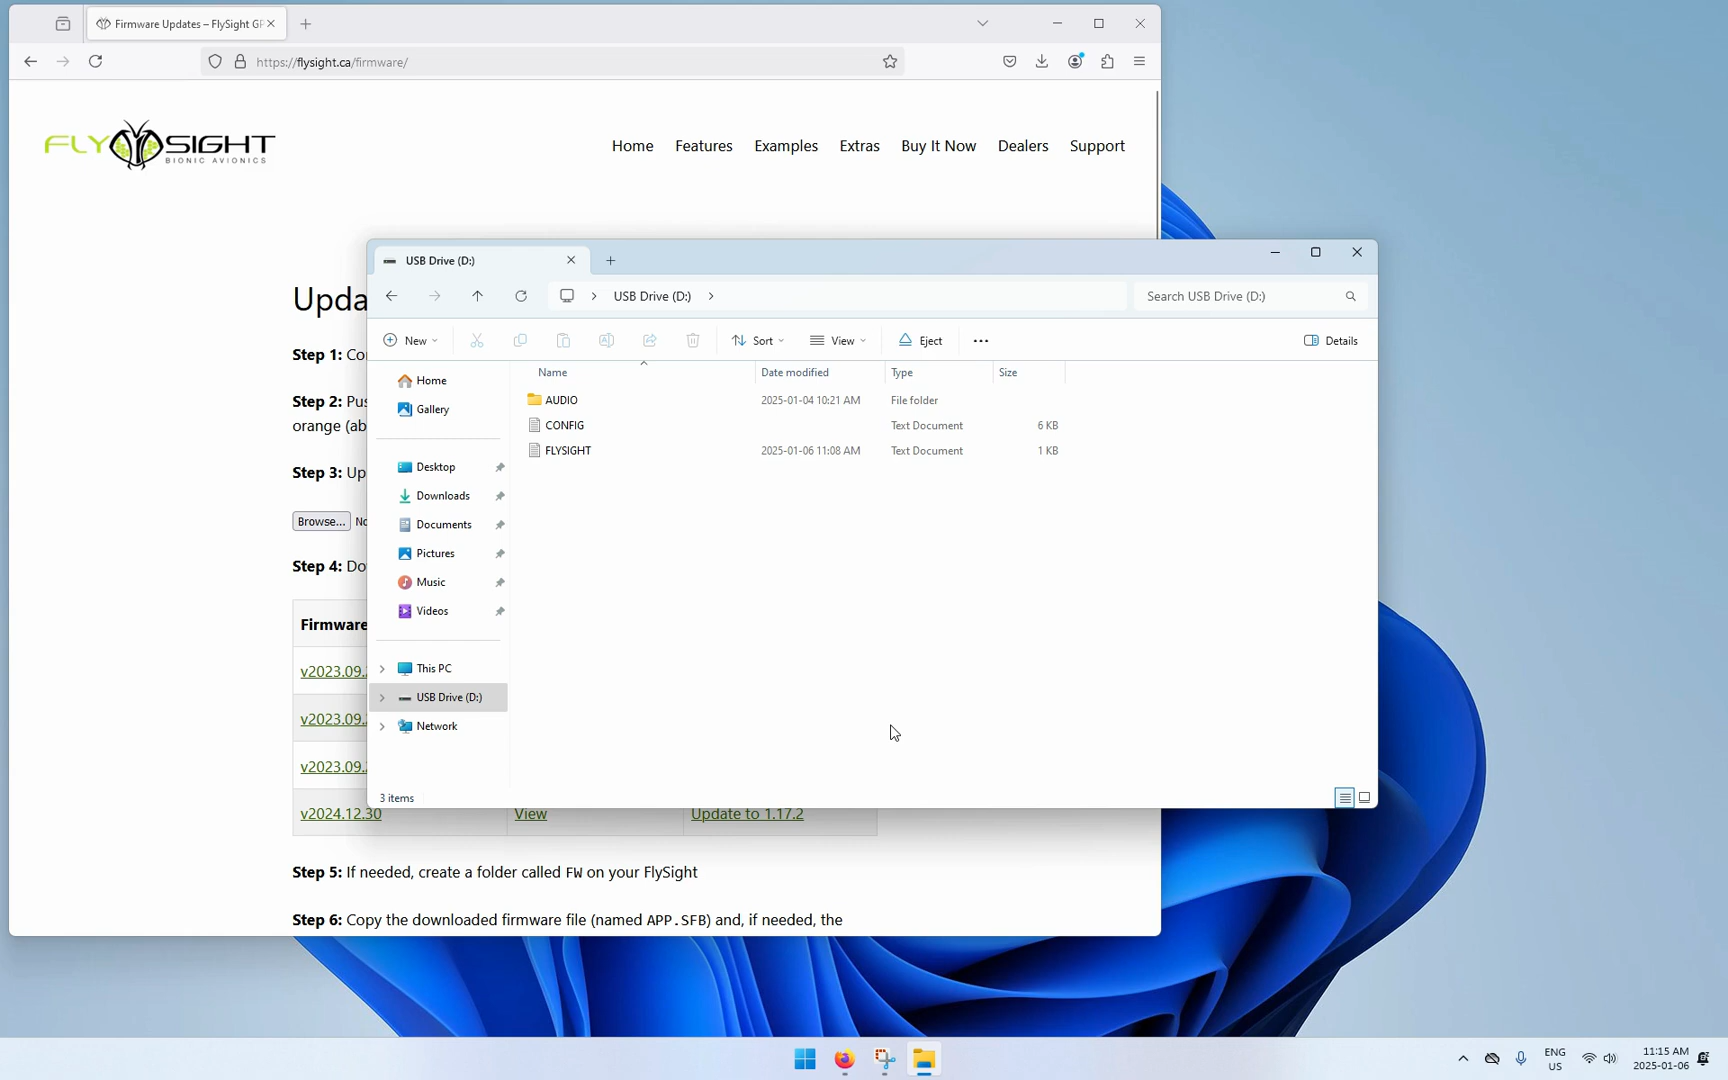 Firmware Updates – FlySight GP
https://flysight.ca/firmware/
FLYSIGHT
BIONIC AVIONICS
Home Features Examples Extras Buy It Now Dealers Support
USB Drive (D:)
USB Drive (D:)
Search USB Drive (D:)
New
Sort
View
Eject
Details
Name Date modified Type Size
AUDIO 2025-01-04 10:21 AM File folder
CONFIG Text Document 6 KB
FLYSIGHT 2025-01-06 11:08 AM Text Document 1 KB
Home
Gallery
Desktop
Downloads
Documents
Pictures
Music
Videos
This PC
USB Drive (D:)
Network
3 items
Upda
Step 1: Co
Step 2: Pus
orange (ab
Step 3: Up
Browse... No
Step 4: Do
Firmware
v2023.09.
v2023.09.
v2023.09.
v2024.12.30 View Update to 1.17.2
Step 5: If needed, create a folder called FW on your FlySight
Step 6: Copy the downloaded firmware file (named APP.SFB) and, if needed, the
ENG
US
11:15 AM
2025-01-06